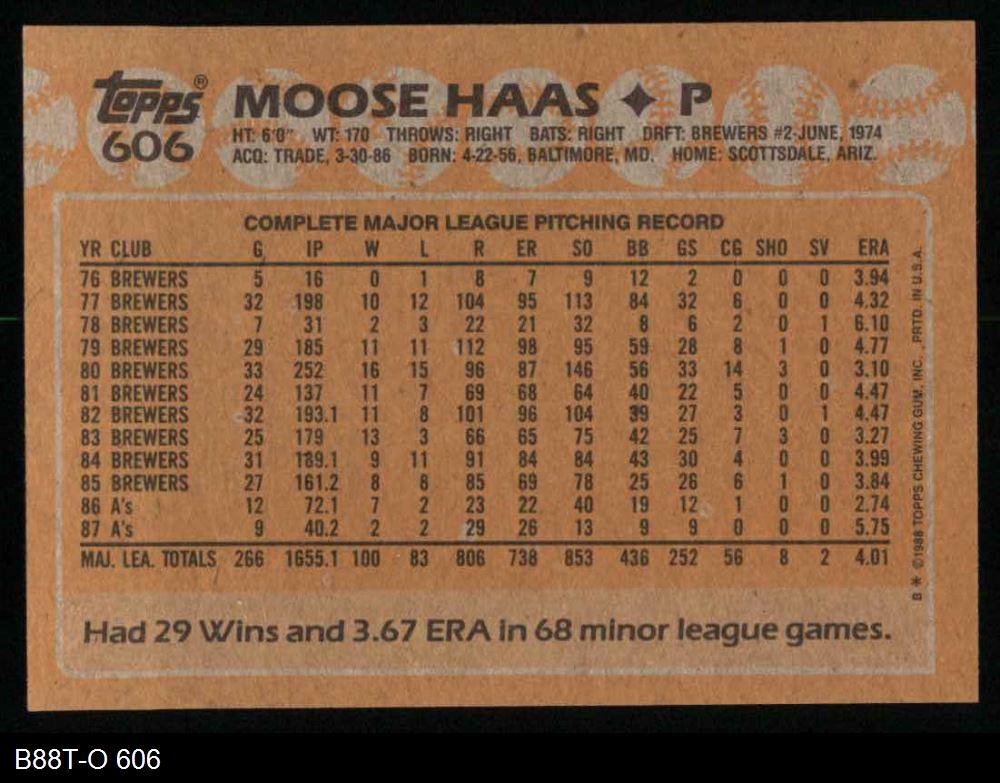 Topps®
606
MOOSE HAAS ✦ P
HT: 6'0" WT: 170 THROWS: RIGHT BATS: RIGHT DRFT: BREWERS #2-JUNE, 1974
ACQ: TRADE, 3-30-86 BORN: 4-22-56, BALTIMORE, MD. HOME: SCOTTSDALE, ARIZ.
COMPLETE MAJOR LEAGUE PITCHING RECORD
YR CLUB G IP W L R ER SO BB GS CG SHO SV ERA
76 BREWERS 5 16 0 1 8 7 9 12 2 0 0 0 3.94
77 BREWERS 32 198 10 12 104 95 113 84 32 6 0 0 4.32
78 BREWERS 7 31 2 3 22 21 32 8 6 2 0 1 6.10
79 BREWERS 29 185 11 11 112 98 95 59 28 8 1 0 4.77
80 BREWERS 33 252 16 15 96 87 146 56 33 14 3 0 3.10
81 BREWERS 24 137 11 7 69 68 64 40 22 5 0 0 4.47
82 BREWERS 32 193.1 11 8 101 96 104 39 27 3 0 1 4.47
83 BREWERS 25 179 13 3 66 65 75 42 25 7 3 0 3.27
84 BREWERS 31 189.1 9 11 91 84 84 43 30 4 0 0 3.99
85 BREWERS 27 161.2 8 8 85 69 78 25 26 6 1 0 3.84
86 A's 12 72.1 7 2 23 22 40 19 12 1 0 0 2.74
87 A's 9 40.2 2 2 29 26 13 9 9 0 0 0 5.75
MAJ. LEA. TOTALS 266 1655.1 100 83 806 738 853 436 252 56 8 2 4.01
Had 29 Wins and 3.67 ERA in 68 minor league games.
B * ©1988 TOPPS CHEWING GUM, INC. PRTD. IN U.S.A.
B88T-O 606